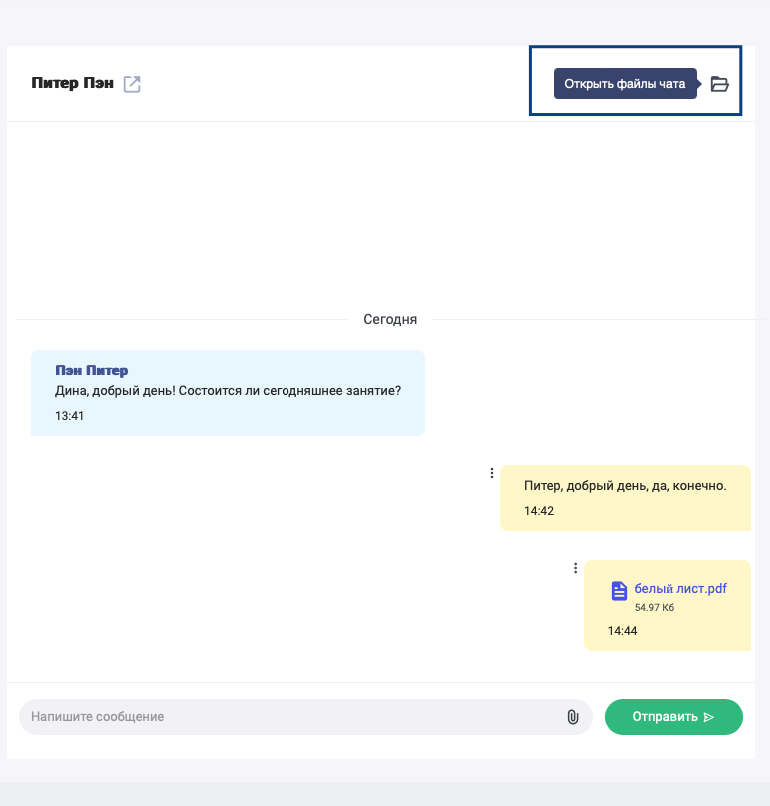 Питер Пэн
Открыть файлы чата
Сегодня
Пэн Питер
Дина, добрый день! Состоится ли сегодняшнее занятие?
13:41
Питер, добрый день, да, конечно.
14:42
белый лист.pdf
54.97 Кб
14:44
Напишите сообщение
Отправить